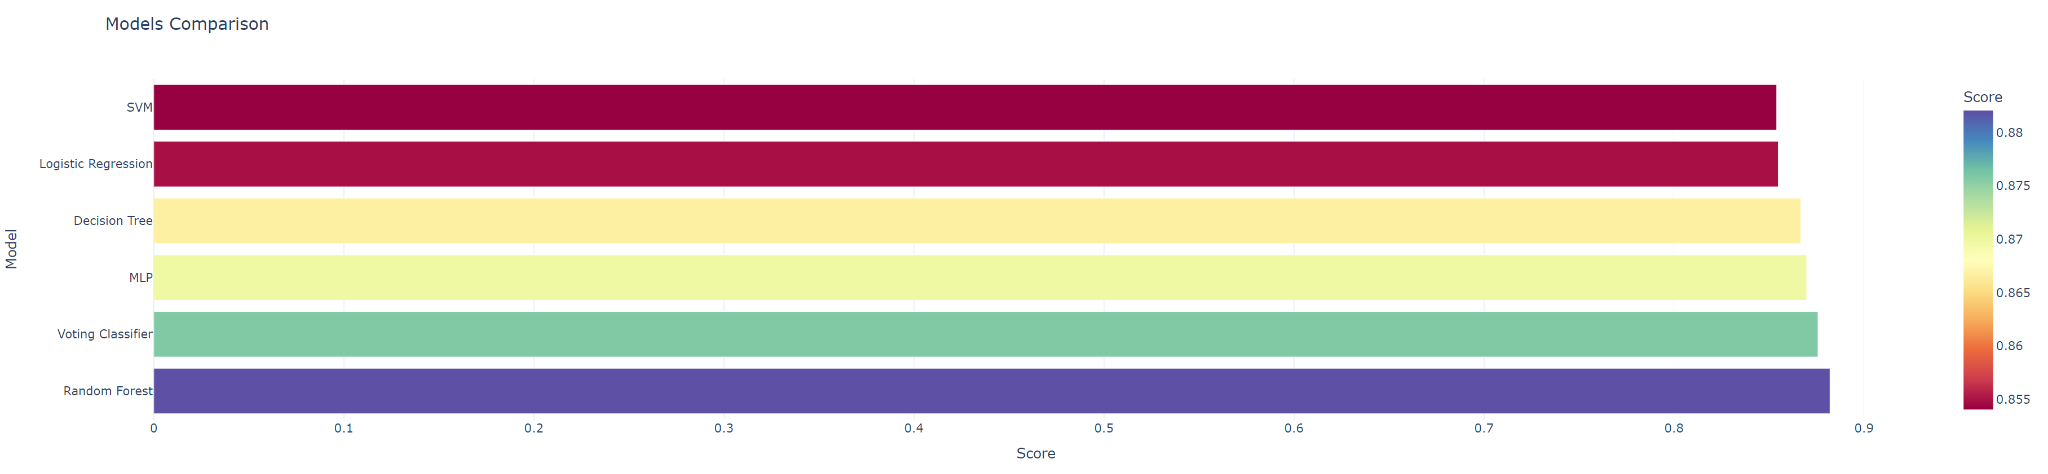 Models Comparison
SVM
Logistic Regression
Decision Tree
MLP
Voting Classifier
Random Forest
Model
0 0.1 0.2 0.3 0.4 0.5 0.6 0.7 0.8 0.9
Score
Score
0.88
0.875
0.87
0.865
0.86
0.855